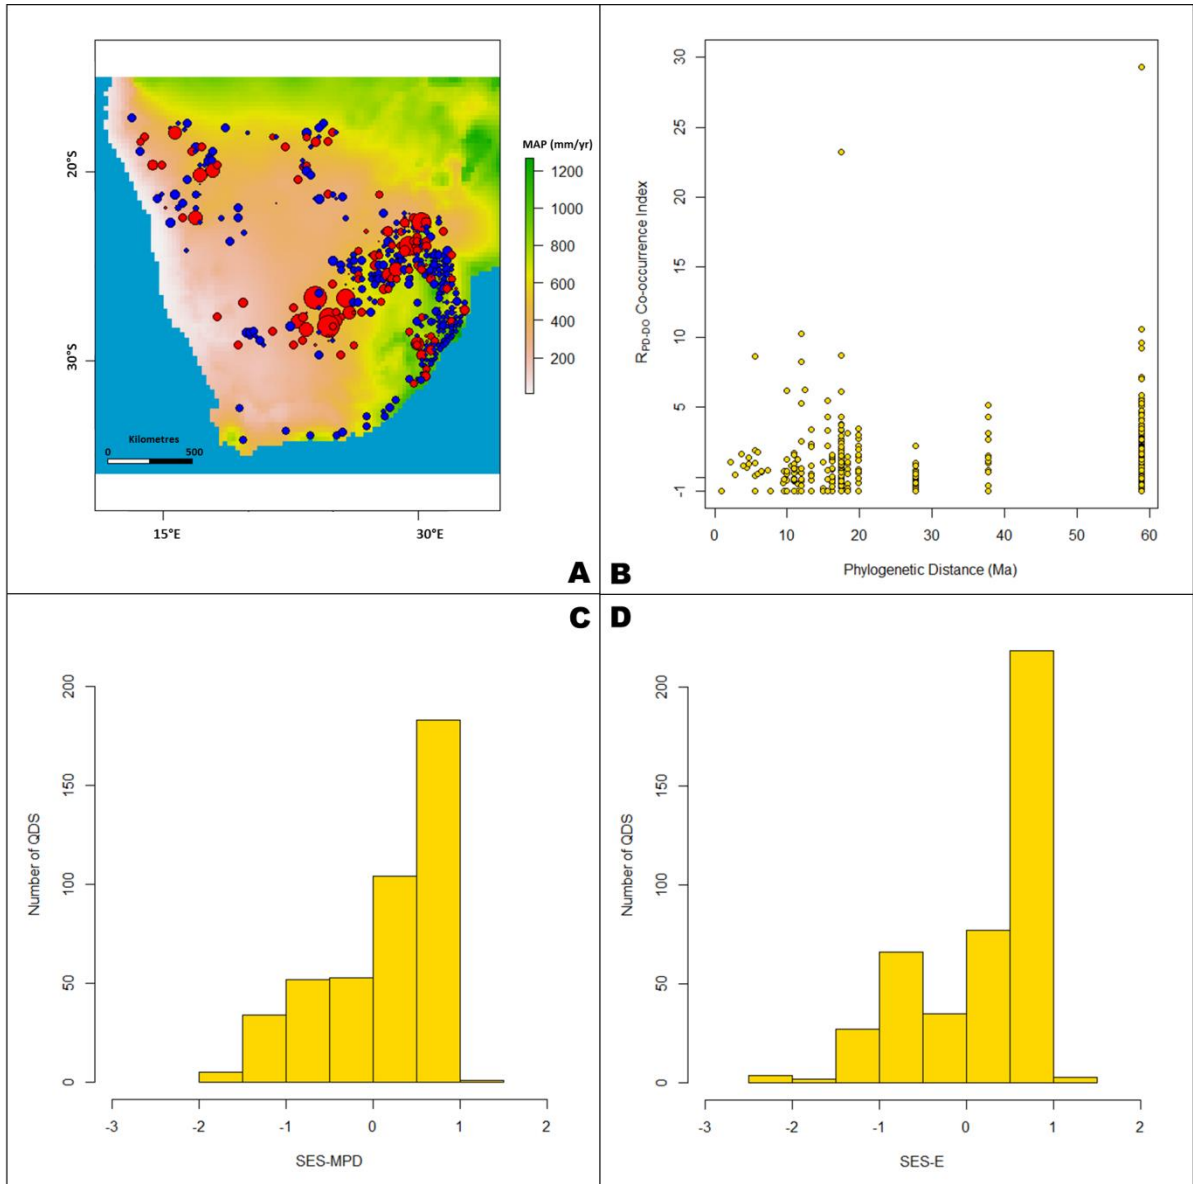 MAP (mm/yr)
1200
1000
800
600
400
200
20°S
30°S
Kilometres
0 500
15°E 30°E
A
30
25
20
15
10
5
-1
R_PD-DO Co-occurrence Index
0 10 20 30 40 50 60
Phylogenetic Distance (Ma)
B
C
200
150
100
50
0
Number of QDS
-3 -2 -1 0 1 2
SES-MPD
D
200
150
100
50
0
Number of QDS
-3 -2 -1 0 1 2
SES-E